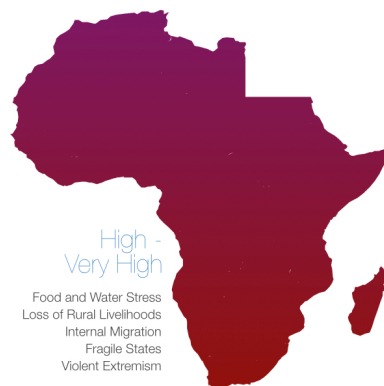 High -
Very High
Food and Water Stress
Loss of Rural Livelihoods
Internal Migration
Fragile States
Violent Extremism